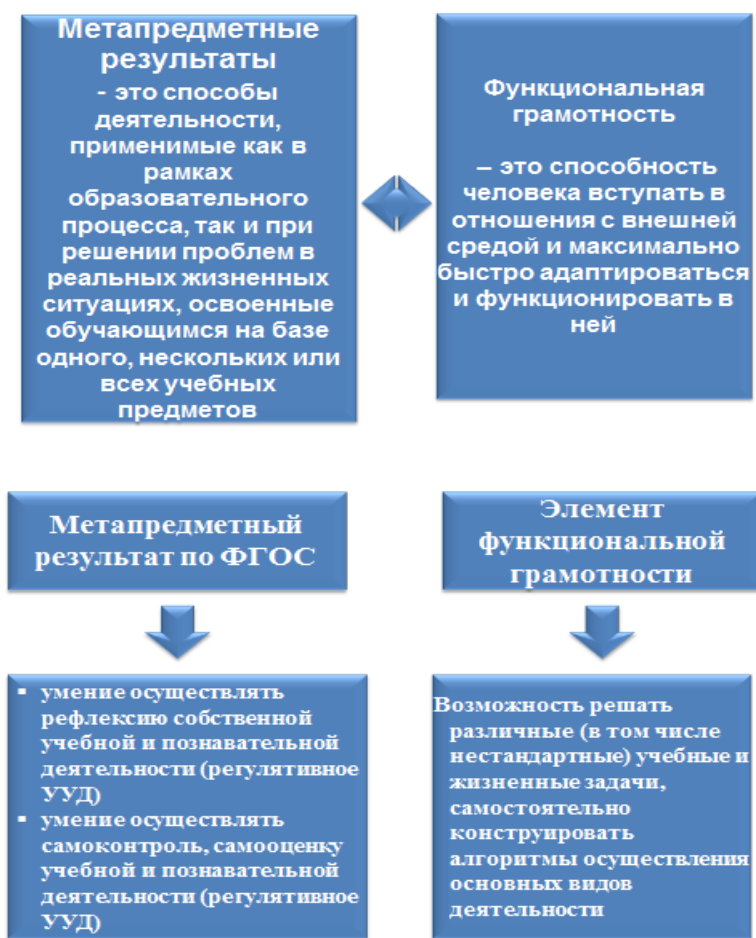 Метапредметные
результаты
- это способы
деятельности,
применимые как в
рамках
образовательного
процесса, так и при
решении проблем в
реальных жизненных
ситуациях, освоенные
обучающимся на базе
одного, нескольких или
всех учебных
предметов
Функциональная
грамотность
– это способность
человека вступать в
отношения с внешней
средой и максимально
быстро адаптироваться
и функционировать в
ней
Метапредметный
результат по ФГОС
Элемент
функциональной
грамотности
▪ умение осуществлять
рефлексию собственной
учебной и познавательной
деятельности (регулятивное
УУД)
▪ умение осуществлять
самоконтроль, самооценку
учебной и познавательной
деятельности (регулятивное
УУД)
Возможность решать
различные (в том числе
нестандартные) учебные и
жизненные задачи,
самостоятельно
конструировать
алгоритмы осуществления
основных видов
деятельности